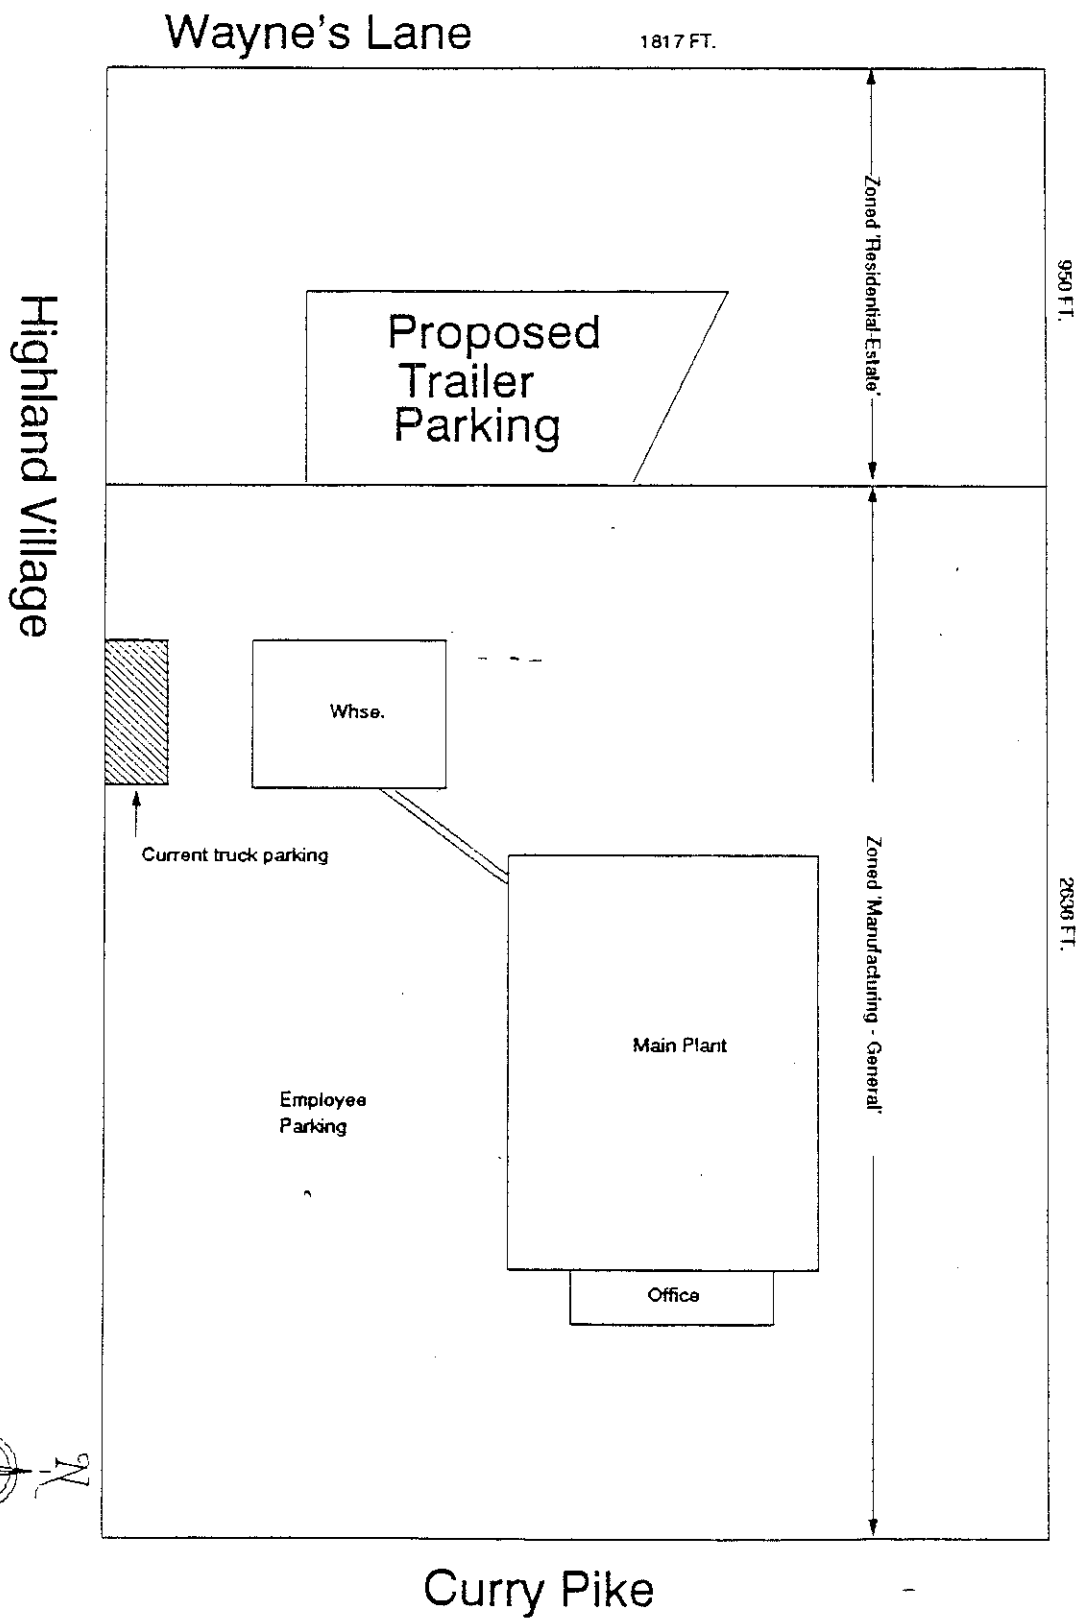 Wayne's Lane
1817 FT.
Zoned 'Residential-Estate'
950 FT.
Proposed
Trailer
Parking
Highland Village
Whse.
Current truck parking
Zoned 'Manufacturing - General'
2636 FT.
Main Plant
Employee
Parking
Office
N
Curry Pike